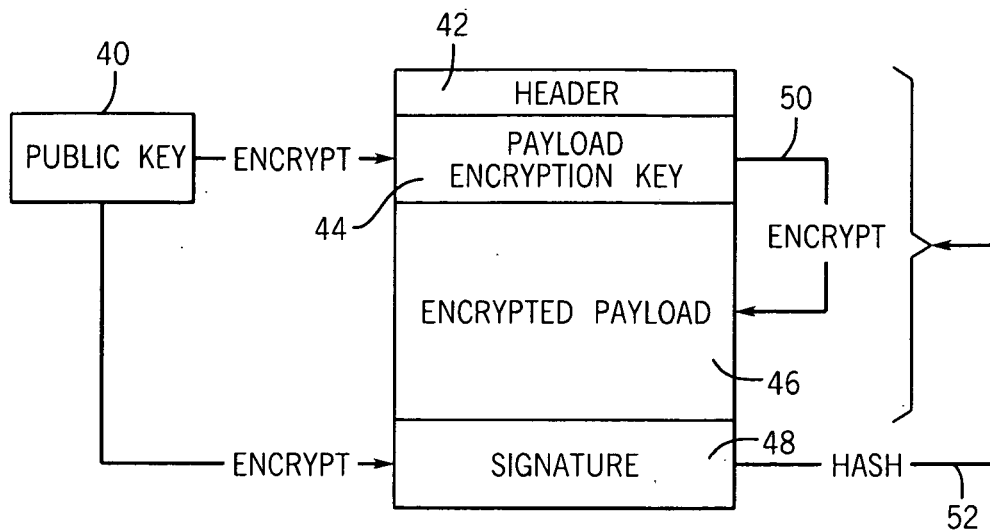 42
40
HEADER
50
PUBLIC KEY
ENCRYPT
PAYLOAD
ENCRYPTION KEY
44
ENCRYPT
ENCRYPTED PAYLOAD
46
ENCRYPT
SIGNATURE
48
HASH
52